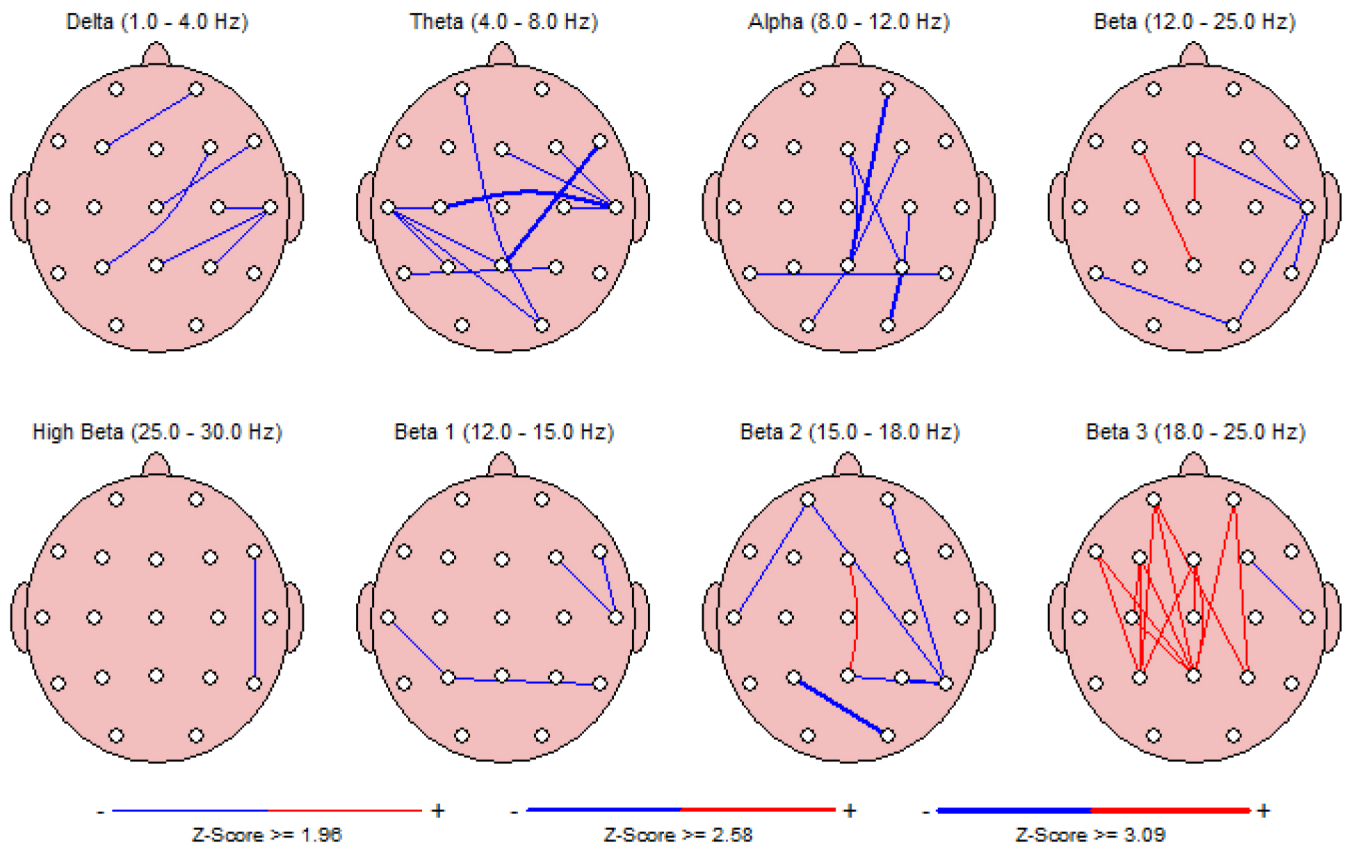 Delta (1.0 - 4.0 Hz)
Theta (4.0 - 8.0 Hz)
Alpha (8.0 - 12.0 Hz)
Beta (12.0 - 25.0 Hz)
High Beta (25.0 - 30.0 Hz)
Beta 1 (12.0 - 15.0 Hz)
Beta 2 (15.0 - 18.0 Hz)
Beta 3 (18.0 - 25.0 Hz)
- +
Z-Score >= 1.96
- +
Z-Score >= 2.58
- +
Z-Score >= 3.09